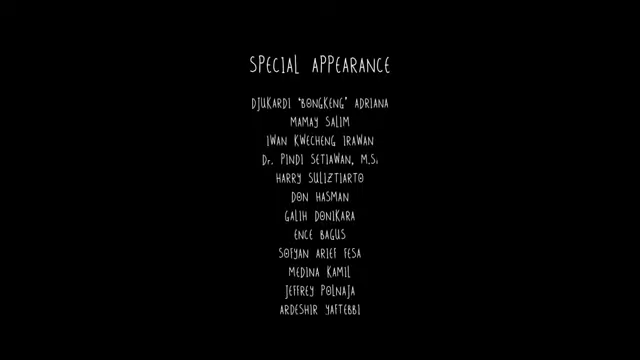 SPECIAL APPEARANCE
DJUKARDI "BONGKENG" ADRIANA
MAMAY SALIM
IWAN KWECHENG IRAWAN
Dr. PINDI SETIAWAN, M.Si
HARRY SULIZTIARTO
DON HASMAN
GALIH DONIKARA
ENCE BAGUS
SOFYAN ARIEF FESA
MEDINA KAMIL
JEFFREY POLNAJA
ARDESHIR YAFTEBBI